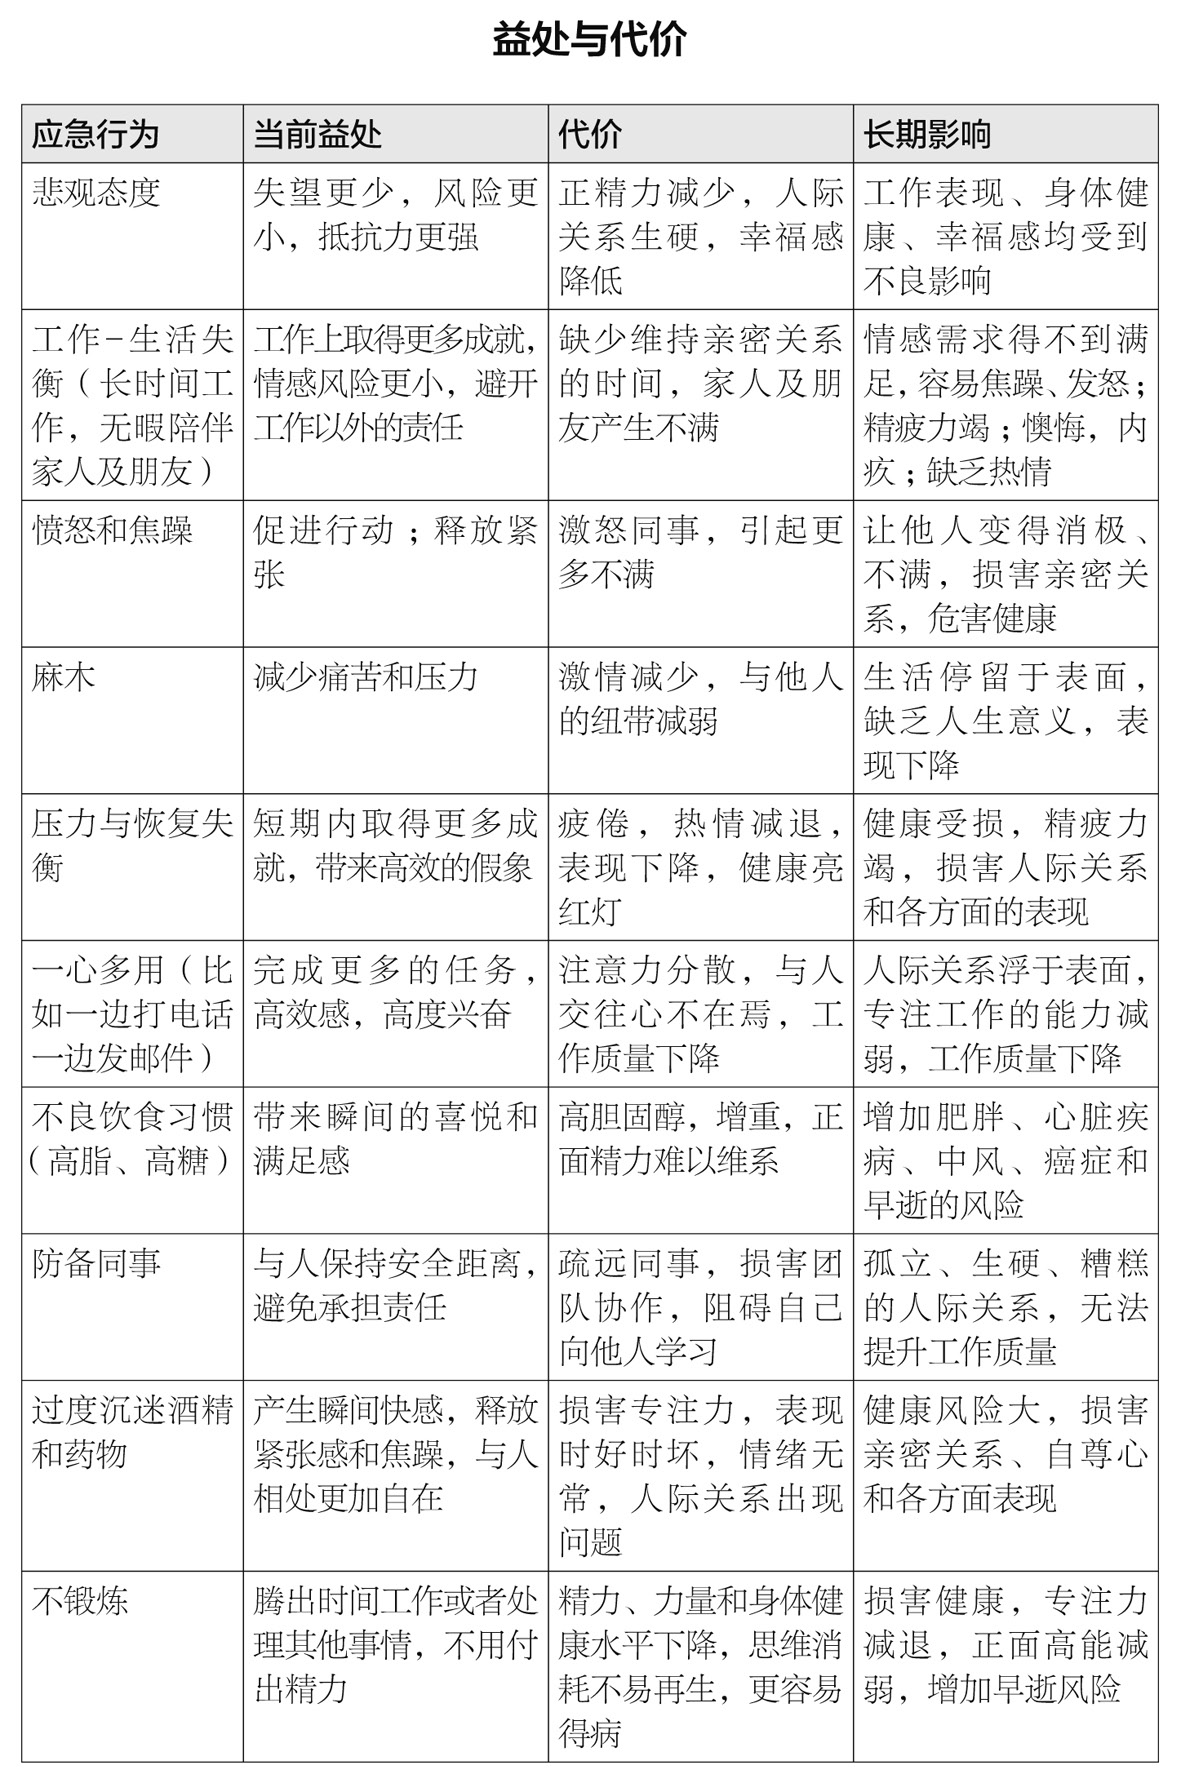 益处与代价
应急行为
当前益处
代价
长期影响
悲观态度
失望更少，风险更
小，抵抗力更强
正精力减少，人际
关系生硬，幸福感
降低
工作表现、身体健
康、幸福感均受到
不良影响
工作-生活失
衡（长时间工
作，无暇陪伴
家人及朋友）
工作上取得更多成就，
情感风险更小，避开
工作以外的责任
缺少维持亲密关系
的时间，家人及朋
友产生不满
情感需求得不到满
足，容易焦躁、发怒；
精疲力竭；懊悔，内
疚；缺乏热情
愤怒和焦躁
促进行动；释放紧
张
激怒同事，引起更
多不满
让他人变得消极、
不满，损害亲密关
系，危害健康
麻木
减少痛苦和压力
激情减少，与他人
的纽带减弱
生活停留于表面，
缺乏人生意义，表
现下降
压力与恢复失
衡
短期内取得更多成
就，带来高效的假象
疲倦，热情减退，
表现下降，健康亮
红灯
健康受损，精疲力
竭，损害人际关系
和各方面的表现
一心多用（比
如一边打电话
一边发邮件）
完成更多的任务，
高效感，高度兴奋
注意力分散，与人
交往心不在焉，工
作质量下降
人际关系浮于表面，
专注工作的能力减
弱，工作质量下降
不良饮食习惯
（高脂、高糖）
带来瞬间的喜悦和
满足感
高胆固醇，增重，正
面精力难以维系
增加肥胖、心脏疾
病、中风、癌症和
早逝的风险
防备同事
与人保持安全距离，
避免承担责任
疏远同事，损害团
队协作，阻碍自己
向他人学习
孤立、生硬、糟糕
的人际关系，无法
提升工作质量
过度沉迷酒精
和药物
产生瞬间快感，释放
紧张感和焦躁，与人
相处更加自在
损害专注力，表现
时好时坏，情绪无
常，人际关系出现
问题
健康风险大，损害
亲密关系、自尊心
和各方面表现
不锻炼
腾出时间工作或者处
理其他事情，不用付
出精力
精力、力量和身体健
康水平下降，思维消
耗不易再生，更容易
得病
损害健康，专注力
减退，正面高能减
弱，增加早逝风险